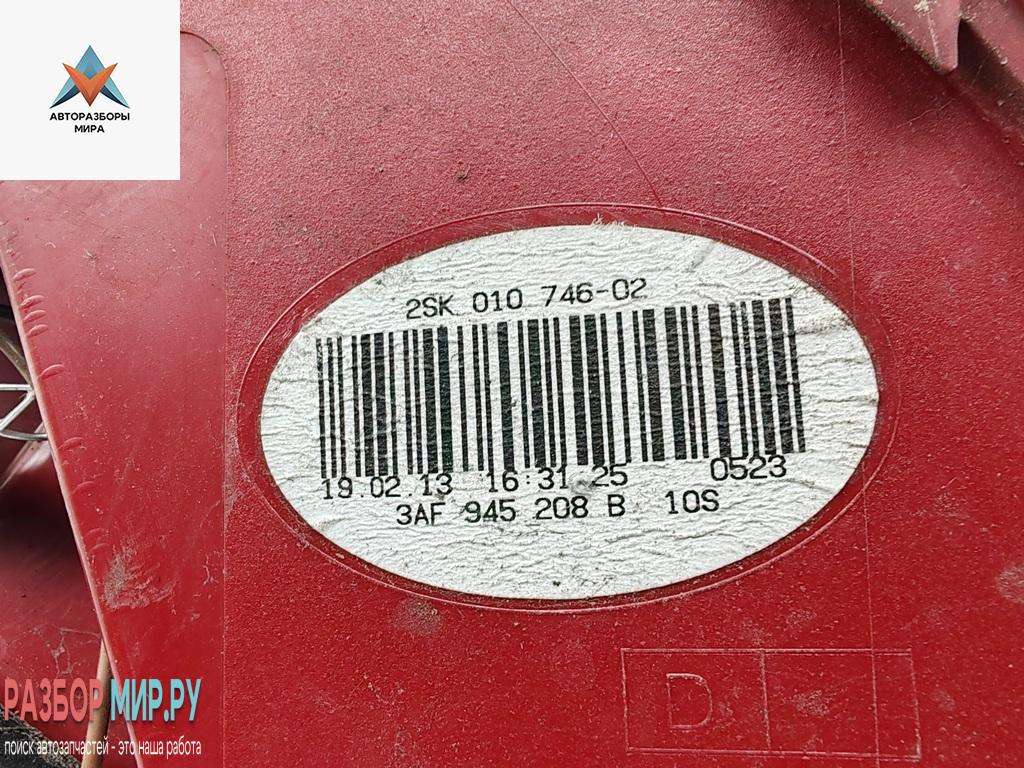 АВТОРАЗБОРЫ
МИРА
2SK 010 746-02
19.02.13 16:31 25 0523
3AF 945 208 B 10S
D
РАЗБОР МИР.РУ
поиск автозапчастей - это наша работа